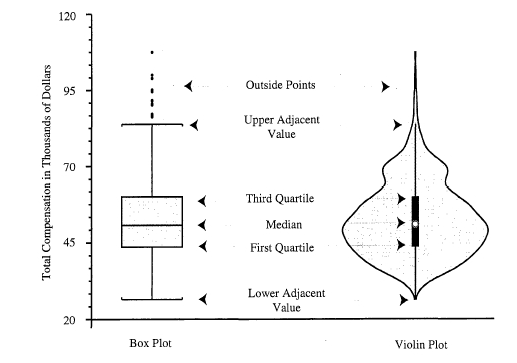 120
95
70
45
20
Total Compensation in Thousands of Dollars
Outside Points
Upper Adjacent
Value
Third Quartile
Median
First Quartile
Lower Adjacent
Value
Box Plot
Violin Plot